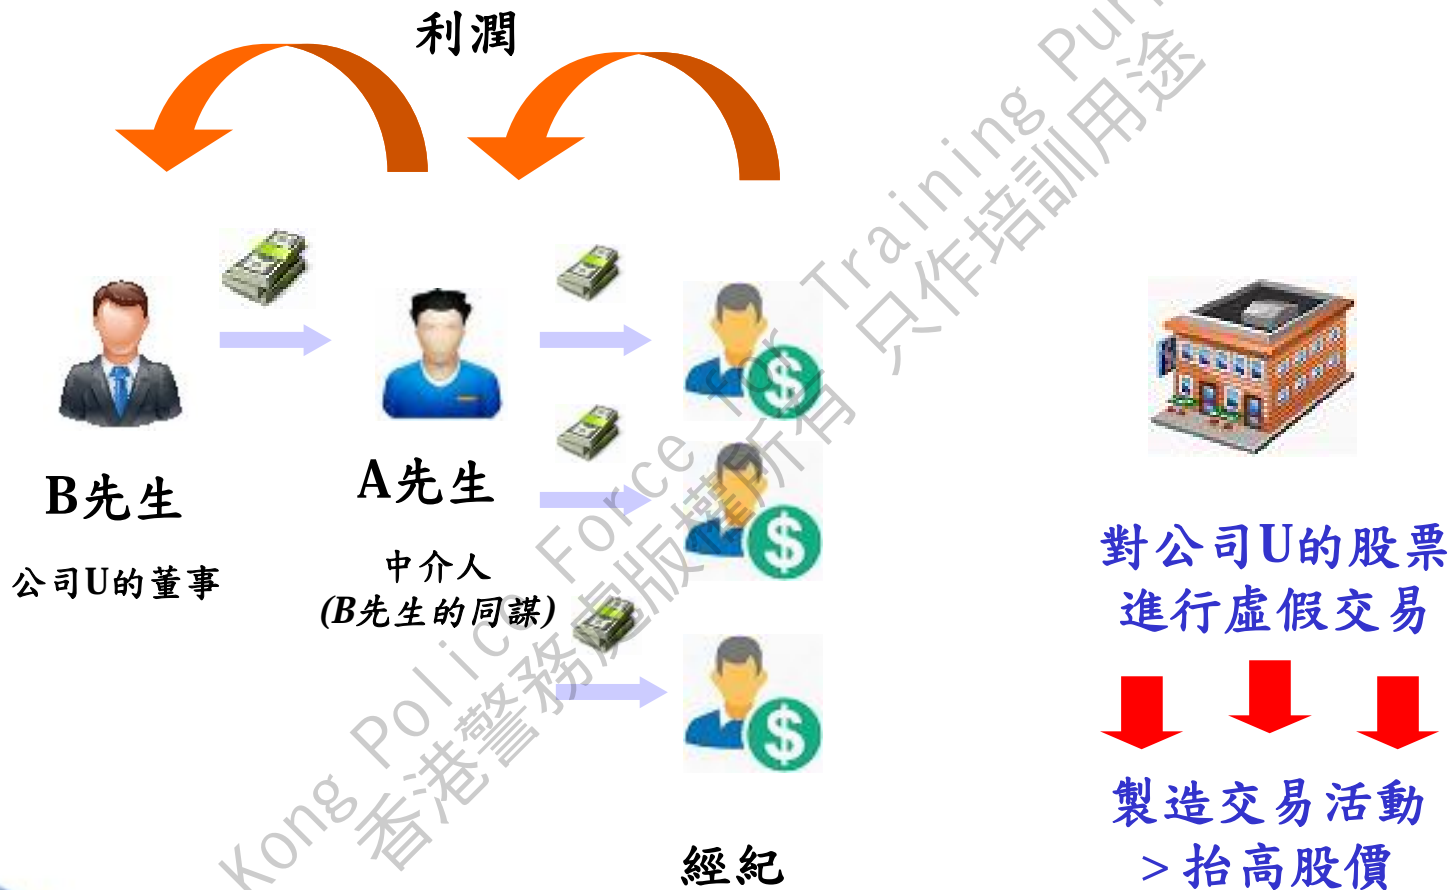 利潤
B先生
公司U的董事
A先生
中介人
(B先生的同謀)
經紀
對公司U的股票
進行虛假交易
製造交易活動
> 抬高股價
Kong Police Force for Training Pur
香港警務處版權所有 只作培訓用途